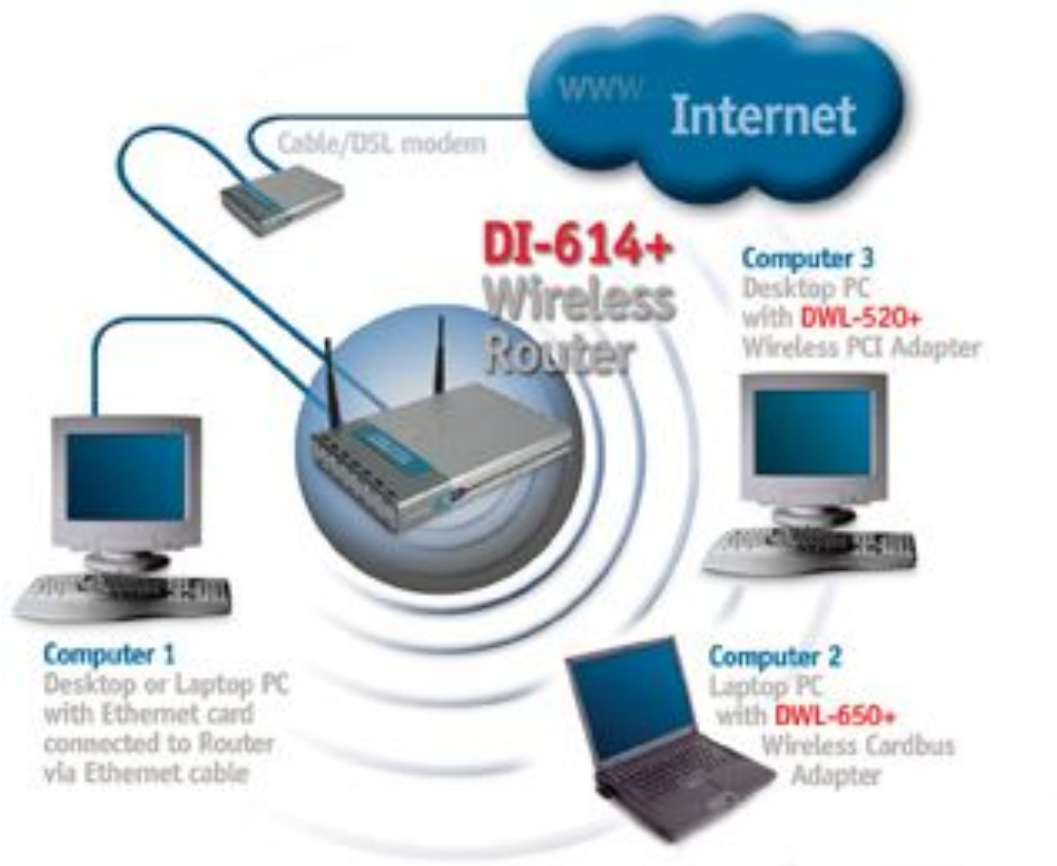 www.
Internet
Cable/DSL modem
DI-614+
Wireless
Router
Computer 3
Desktop PC
with DWL-520+
Wireless PCI Adapter
Computer 1
Desktop or Laptop PC
with Ethernet card
connected to Router
via Ethernet cable
Computer 2
Laptop PC
with DWL-650+
Wireless Cardbus
Adapter